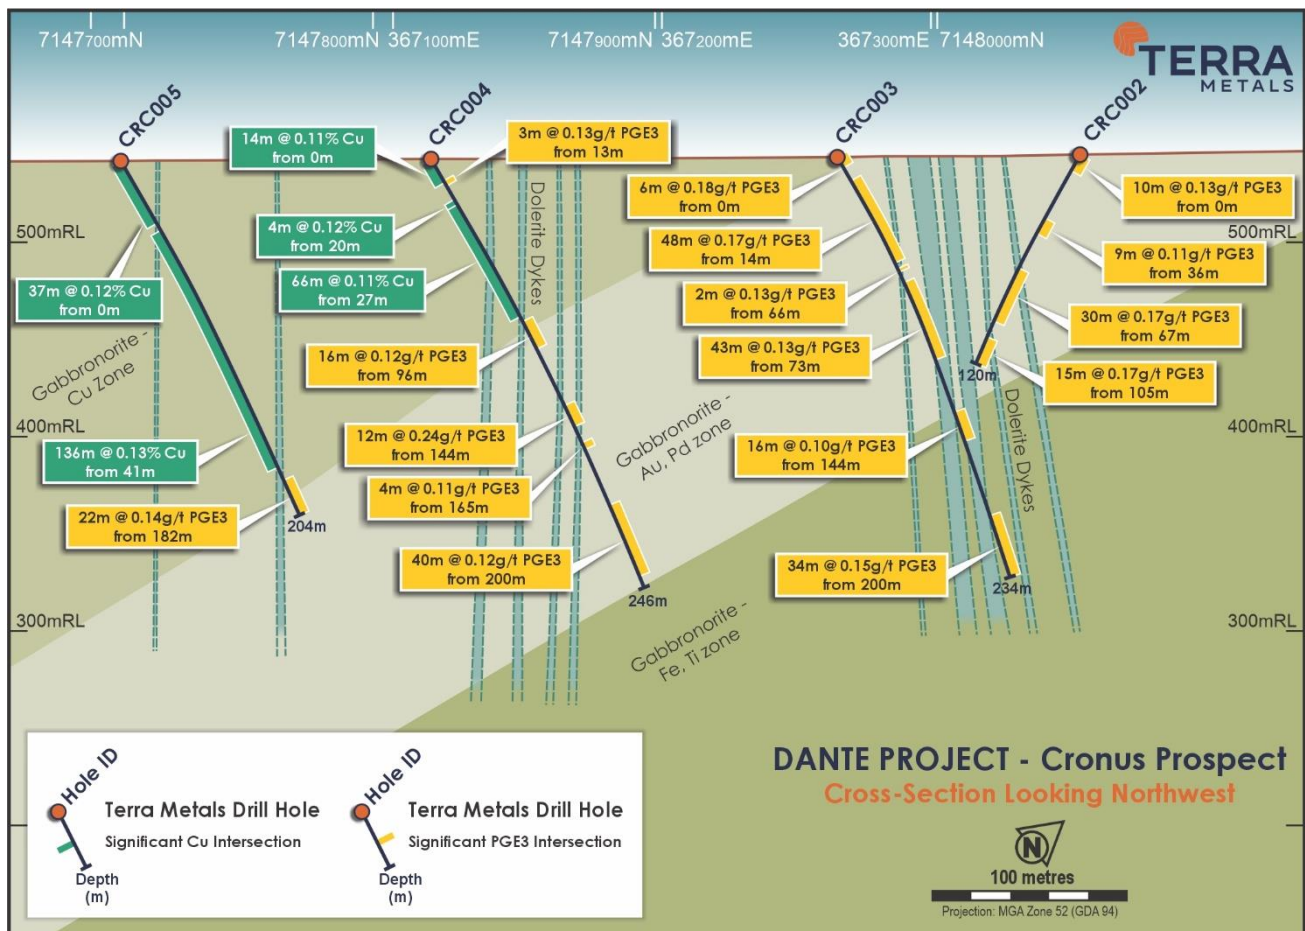 7147700mN
7147800mN
367100mE
7147900mN
367200mE
367300mE
7148000mN
TERRA
METALS
CRC005
CRC004
CRC003
CRC002
14m @ 0.11% Cu
from 0m
3m @ 0.13g/t PGE3
from 13m
6m @ 0.18g/t PGE3
from 0m
10m @ 0.13g/t PGE3
from 0m
500mRL
500mRL
4m @ 0.12% Cu
from 20m
48m @ 0.17g/t PGE3
from 14m
9m @ 0.11g/t PGE3
from 36m
Dolerite Dykes
37m @ 0.12% Cu
from 0m
66m @ 0.11% Cu
from 27m
2m @ 0.13g/t PGE3
from 66m
30m @ 0.17g/t PGE3
from 67m
16m @ 0.12g/t PGE3
from 96m
43m @ 0.13g/t PGE3
from 73m
15m @ 0.17g/t PGE3
from 105m
120m
Gabbronorite -
Cu Zone
400mRL
400mRL
136m @ 0.13% Cu
from 41m
12m @ 0.24g/t PGE3
from 144m
Gabbronorite -
Au, Pd zone
16m @ 0.10g/t PGE3
from 144m
Dolerite Dykes
4m @ 0.11g/t PGE3
from 165m
22m @ 0.14g/t PGE3
from 182m
204m
40m @ 0.12g/t PGE3
from 200m
246m
34m @ 0.15g/t PGE3
from 200m
234m
300mRL
300mRL
Gabbronorite -
Fe, Ti zone
Hole ID
Terra Metals Drill Hole
Significant Cu Intersection
Depth
(m)
Hole ID
Terra Metals Drill Hole
Significant PGE3 Intersection
Depth
(m)
DANTE PROJECT - Cronus Prospect
Cross-Section Looking Northwest
N
100 metres
Projection: MGA Zone 52 (GDA 94)